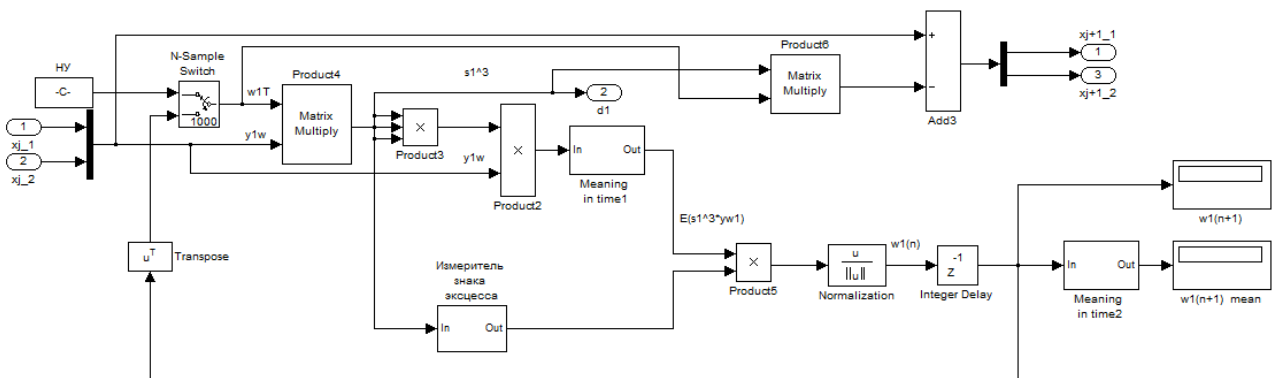 НУ
-C-
N-Sample
Switch
1000
1
xj_1
2
xj_2
w1T
y1w
Product4
Matrix
Multiply
s1^3
2
d1
×
Product3
y1w
×
Product2
In
Out
Meaning
in time1
E(s1^3*yw1)
Product6
Matrix
Multiply
+
−
Add3
xj+1_1
1
3
xj+1_2
u^T
Transpose
Измеритель
знака
эксцесса
In
Out
×
Product5
u
||u||
Normalization
w1(n)
-1
Z
Integer Delay
w1(n+1)
In
Out
Meaning
in time2
w1(n+1) mean